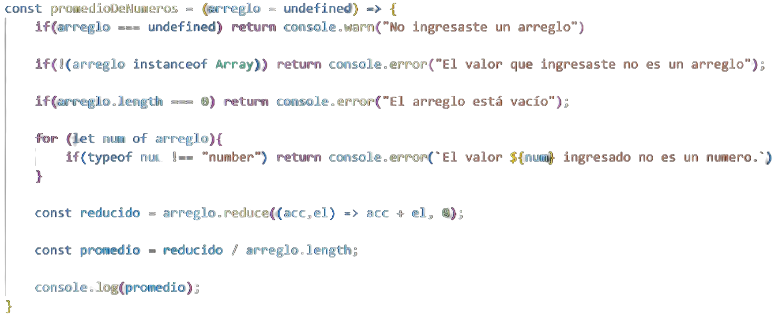 const promedioDeNumeros = (arreglo = undefined) => {
if(arreglo === undefined) return console.warn("No ingresaste un arreglo")
if(!(arreglo instanceof Array)) return console.error("El valor que ingresaste no es un arreglo");
if(arreglo.length === 0) return console.error("El arreglo está vacío");
for (let num of arreglo){
if(typeof num !== "number") return console.error(`El valor ${num} ingresado no es un numero.`)
}
const reducido = arreglo.reduce((acc,el) => acc + el, 0);
const promedio = reducido / arreglo.length;
console.log(promedio);
}